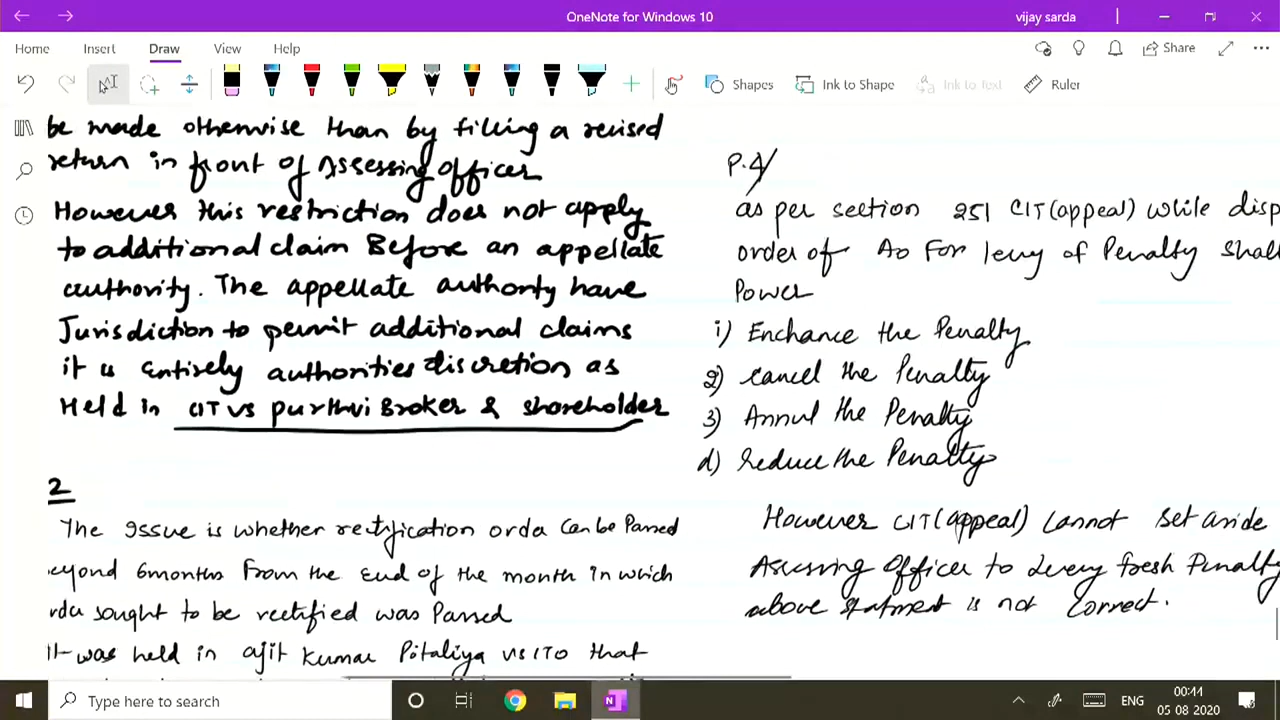 OneNote for Windows 10
vijay sarda
Home Insert Draw View Help
Share
Shapes
Ink to Shape
Ink to Text
Ruler
be made otherwise than by filling a revised
return in front of Assessing Officer
However this restriction does not apply
to additional claim Before an appellate
authority. The appellate authority have
Jurisdiction to permit additional claims
it is entirely authorities discretion as
Held in CIT vs purthvi Broker & shareholder
2
The Issue is whether rectification order can be Passed
eyond 6months From the End of the month in which
rder sought to be rectified was Passed
It was held in ajit Kumar Pitaliya vs ITO that
P.4/
as per section 251 CIT(appeal) while disp
order of AO For levy of Penalty shall
Power
i) Enchance the Penalty
2) cancel the Penalty
3) Annul the Penalty
d) reduce the Penalty
However CIT(appeal) cannot set aside
Assessing Officer to levery fresh Penalty
above statment is not correct.
Type here to search
ENG
00:44
05-08-2020